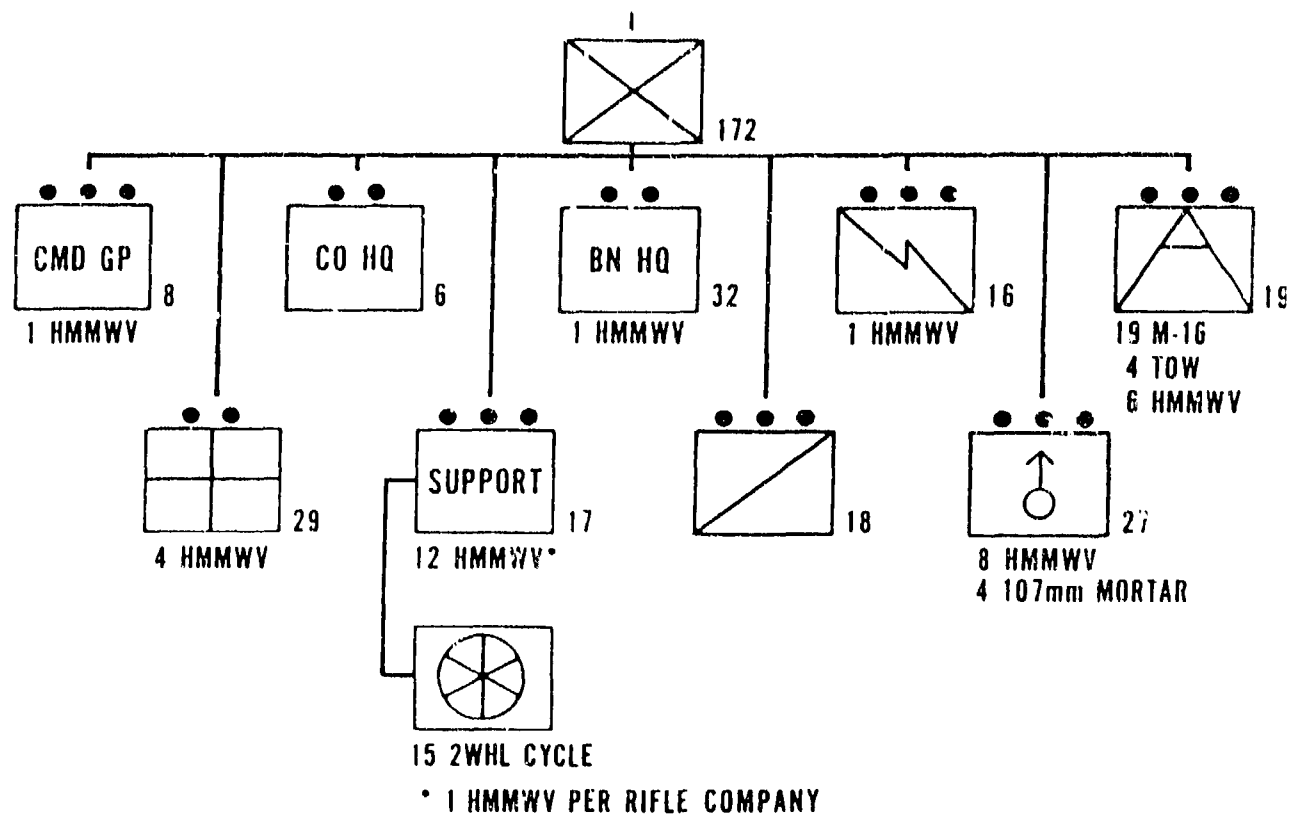 172
CMD GP
8
1 HMMWV
CO HQ
6
BN HQ
32
1 HMMWV
16
1 HMMWV
19
19 M-16
4 TOW
6 HMMWV
29
4 HMMWV
SUPPORT
17
12 HMMWV*
18
27
8 HMMWV
4 107mm MORTAR
15 2WHL CYCLE
* 1 HMMWV PER RIFLE COMPANY